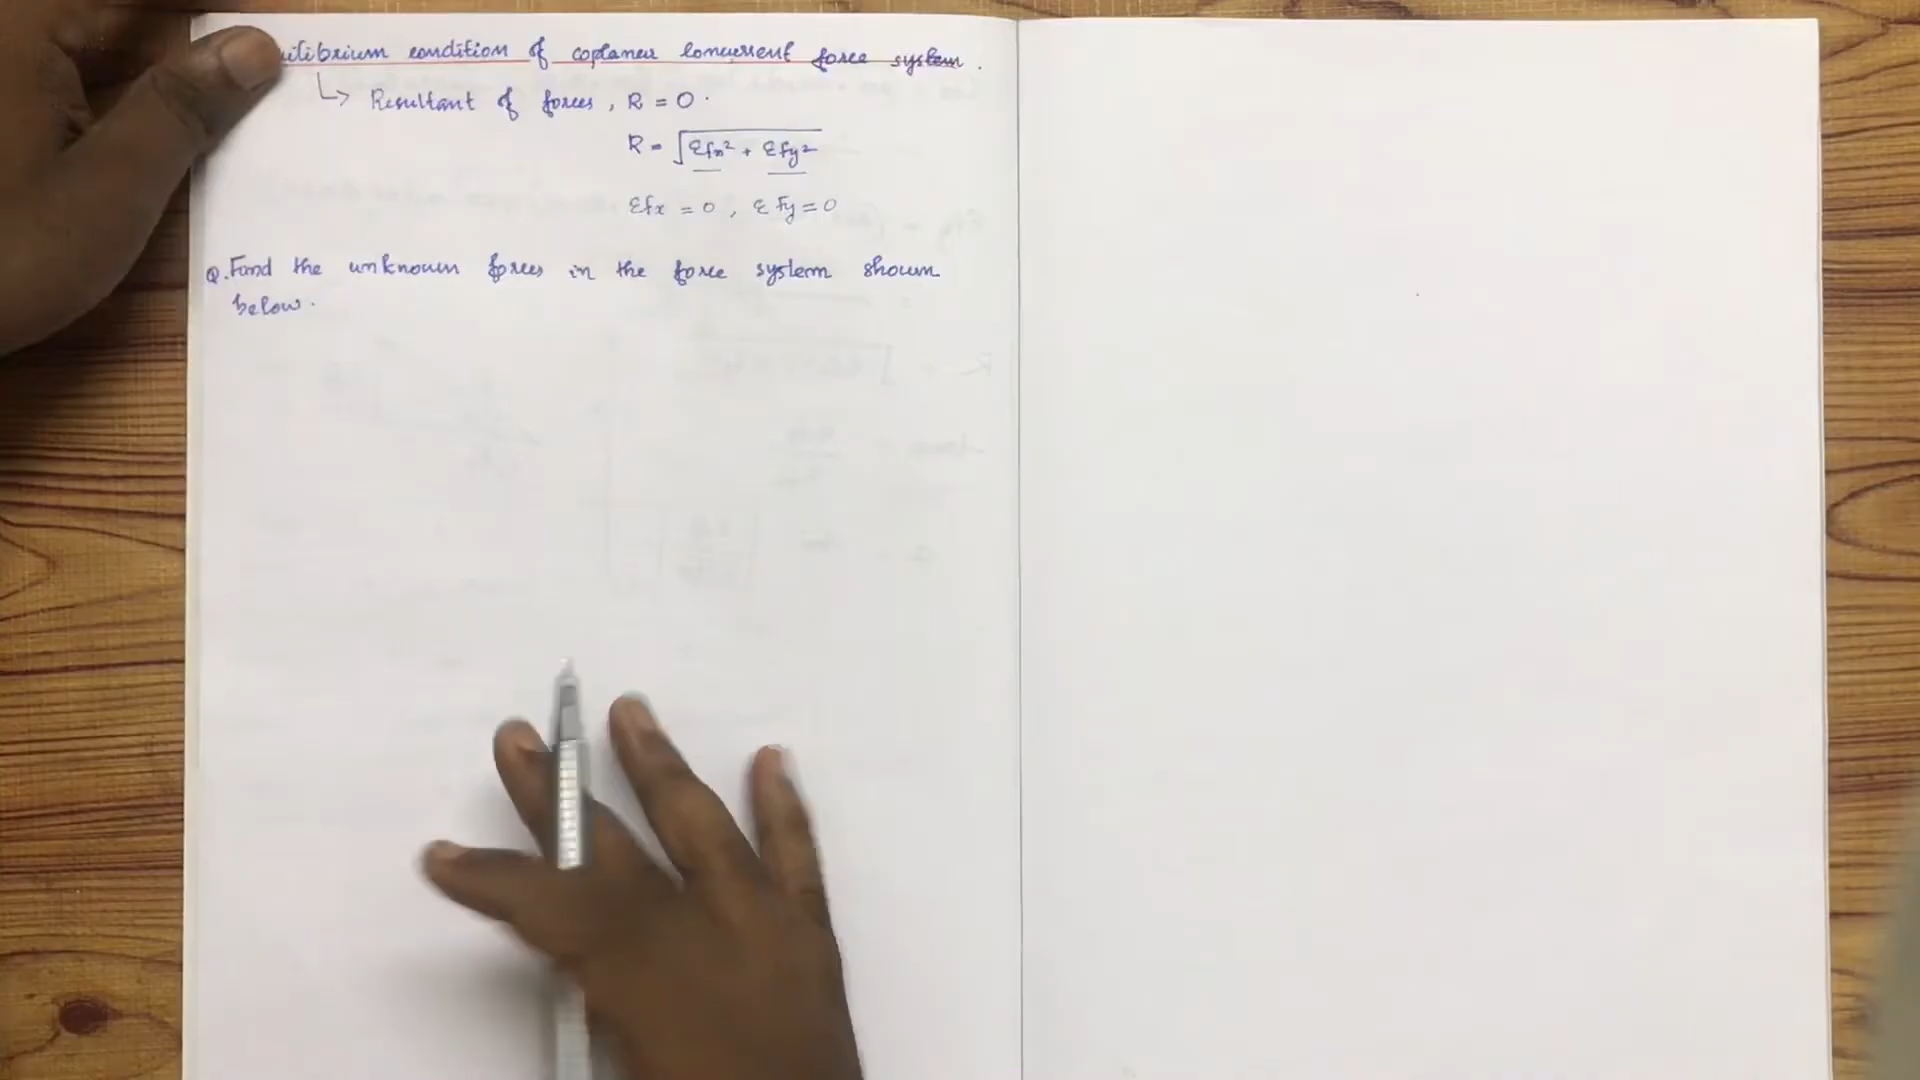 uilibrium condition of coplaner concurrent force system.
↳ Resultant of forces, R = 0.
R = √Σfx² + Σfy²
Σfx = 0, Σfy = 0
Q. Find the unknown forces in the force system shown
below.